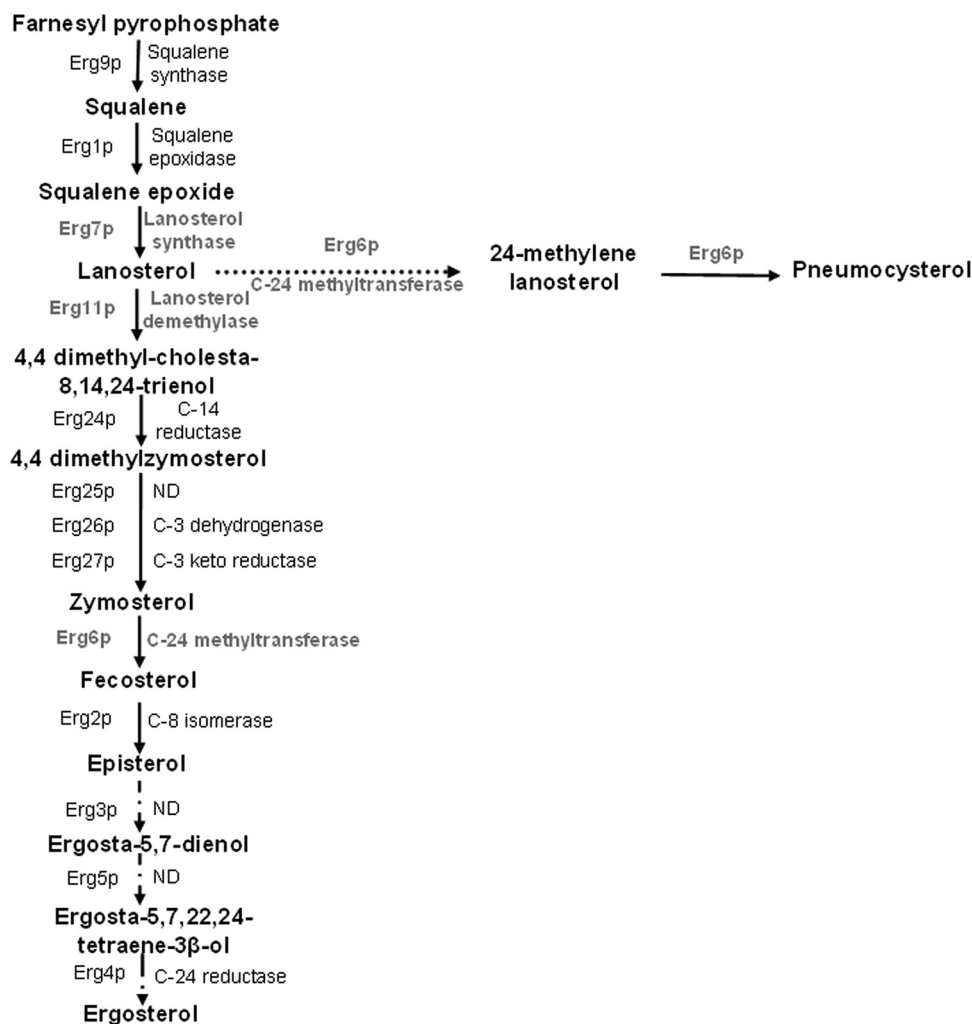 Farnesyl pyrophosphate
Erg9p
Squalene
synthase
Squalene
Erg1p
Squalene
epoxidase
Squalene epoxide
Erg7p
Lanosterol
synthase
Lanosterol
Erg6p
C-24 methyltransferase
24-methylene
lanosterol
Erg6p
Pneumocysterol
Erg11p
Lanosterol
demethylase
4,4 dimethyl-cholesta-
8,14,24-trienol
Erg24p
C-14
reductase
4,4 dimethylzymosterol
Erg25p ND
Erg26p C-3 dehydrogenase
Erg27p C-3 keto reductase
Zymosterol
Erg6p C-24 methyltransferase
Fecosterol
Erg2p C-8 isomerase
Episterol
Erg3p ND
Ergosta-5,7-dienol
Erg5p ND
Ergosta-5,7,22,24-
tetraene-3β-ol
Erg4p C-24 reductase
Ergosterol